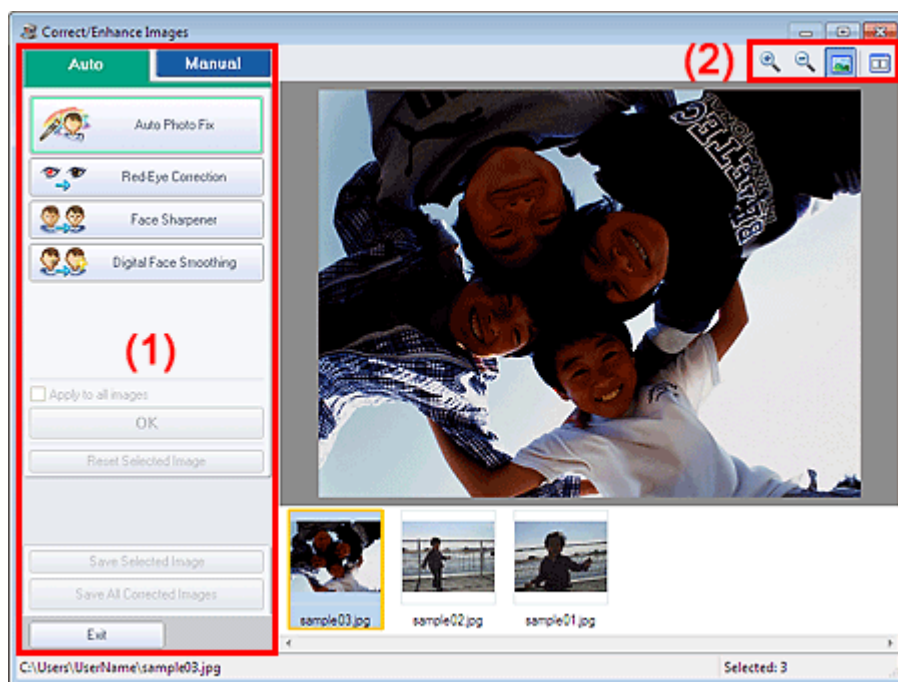 Correct/Enhance Images
Auto
Manual
(2)
Auto Photo Fix
Red-Eye Correction
Face Sharpener
Digital Face Smoothing
(1)
Apply to all images
OK
Reset Selected Image
Save Selected Image
Save All Corrected Images
Exit
sample03.jpg
sample02.jpg
sample01.jpg
C:\Users\UserName\sample03.jpg
Selected: 3